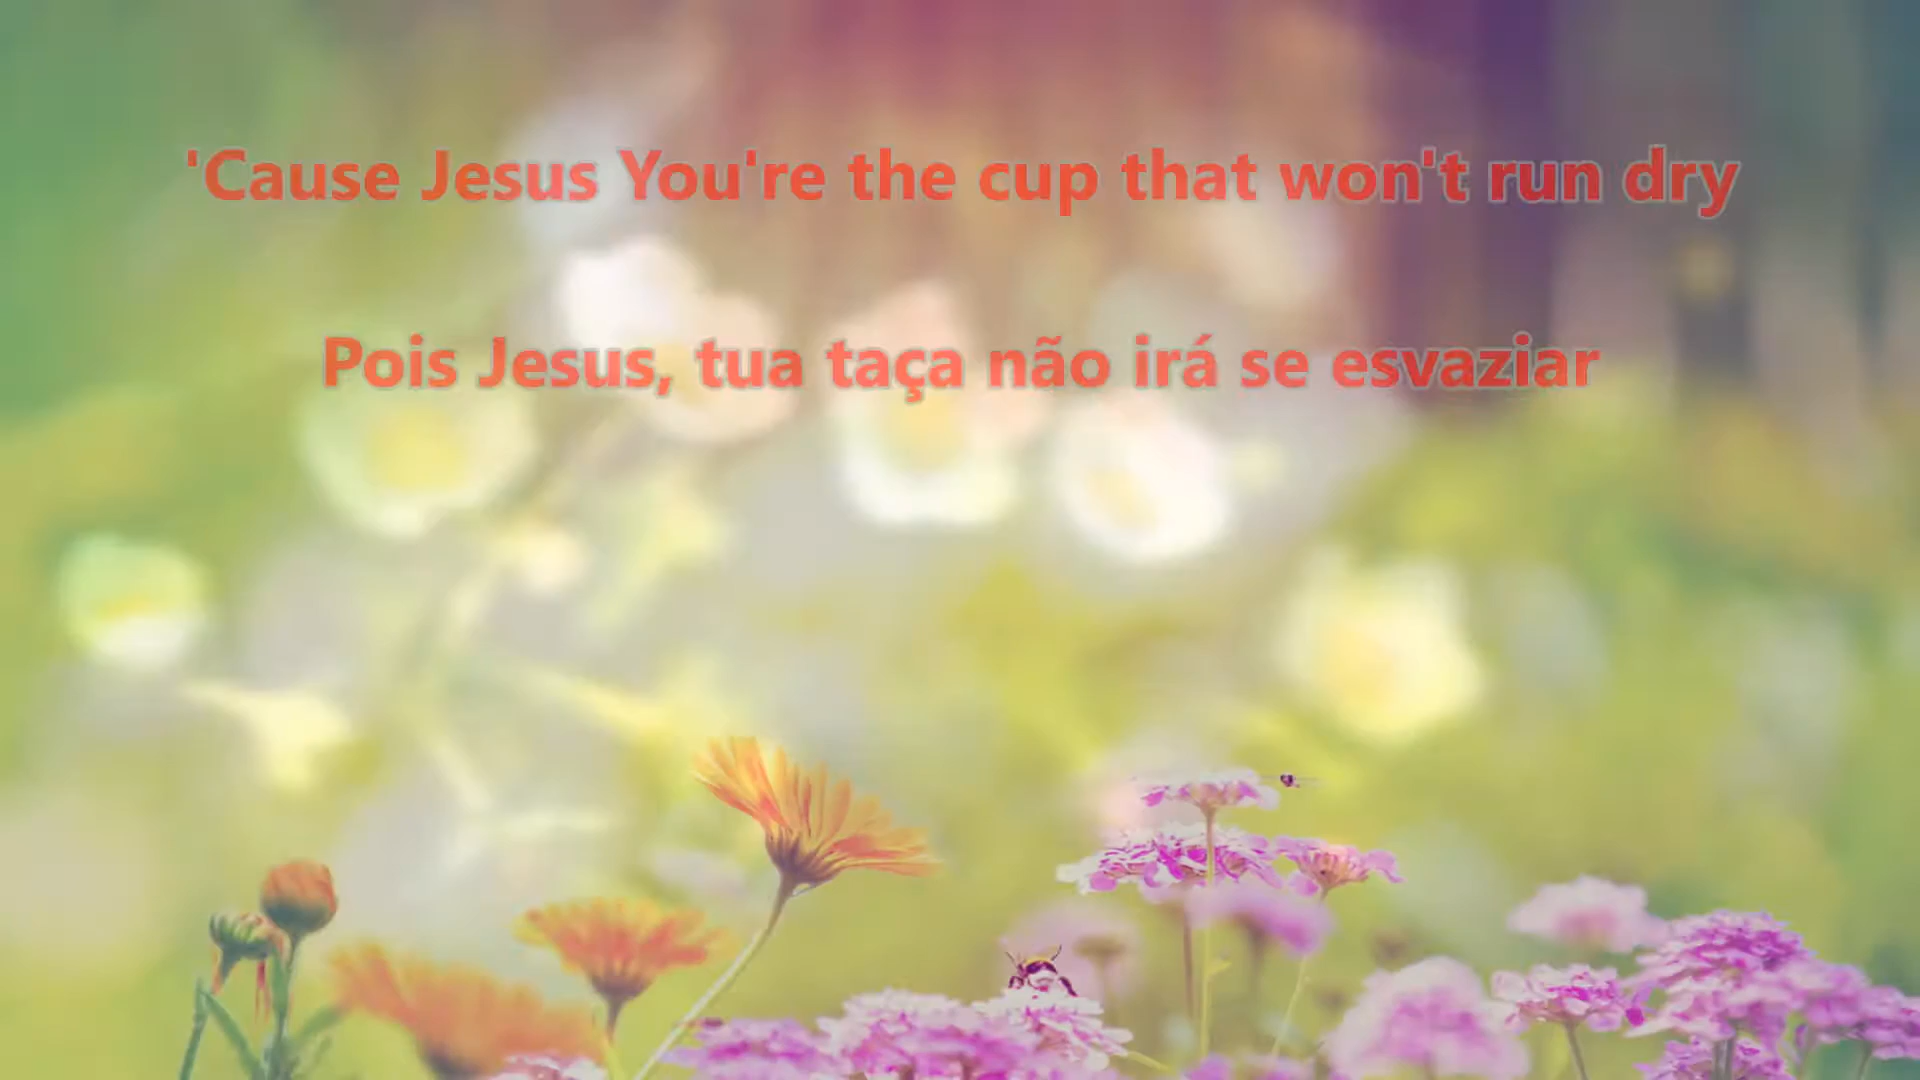 'Cause Jesus You're the cup that won't run dry
Pois Jesus, tua taça não irá se esvaziar